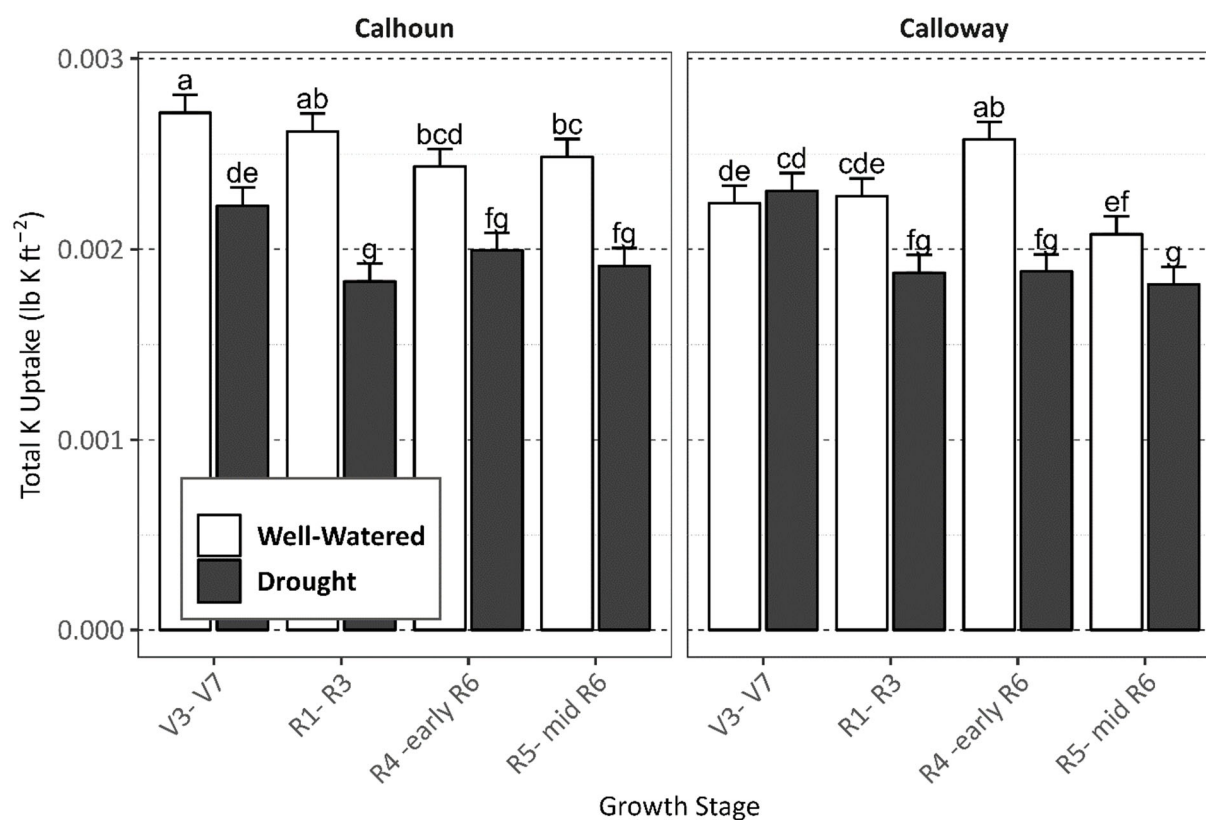 Calhoun
Calloway
Total K Uptake (lb K ft⁻²)
0.003
0.002
0.001
0.000
a
de
ab
g
bcd
fg
bc
fg
de
cd
cde
fg
ab
fg
ef
g
Well-Watered
Drought
V3- V7
R1- R3
R4 -early R6
R5- mid R6
V3- V7
R1- R3
R4 -early R6
R5- mid R6
Growth Stage